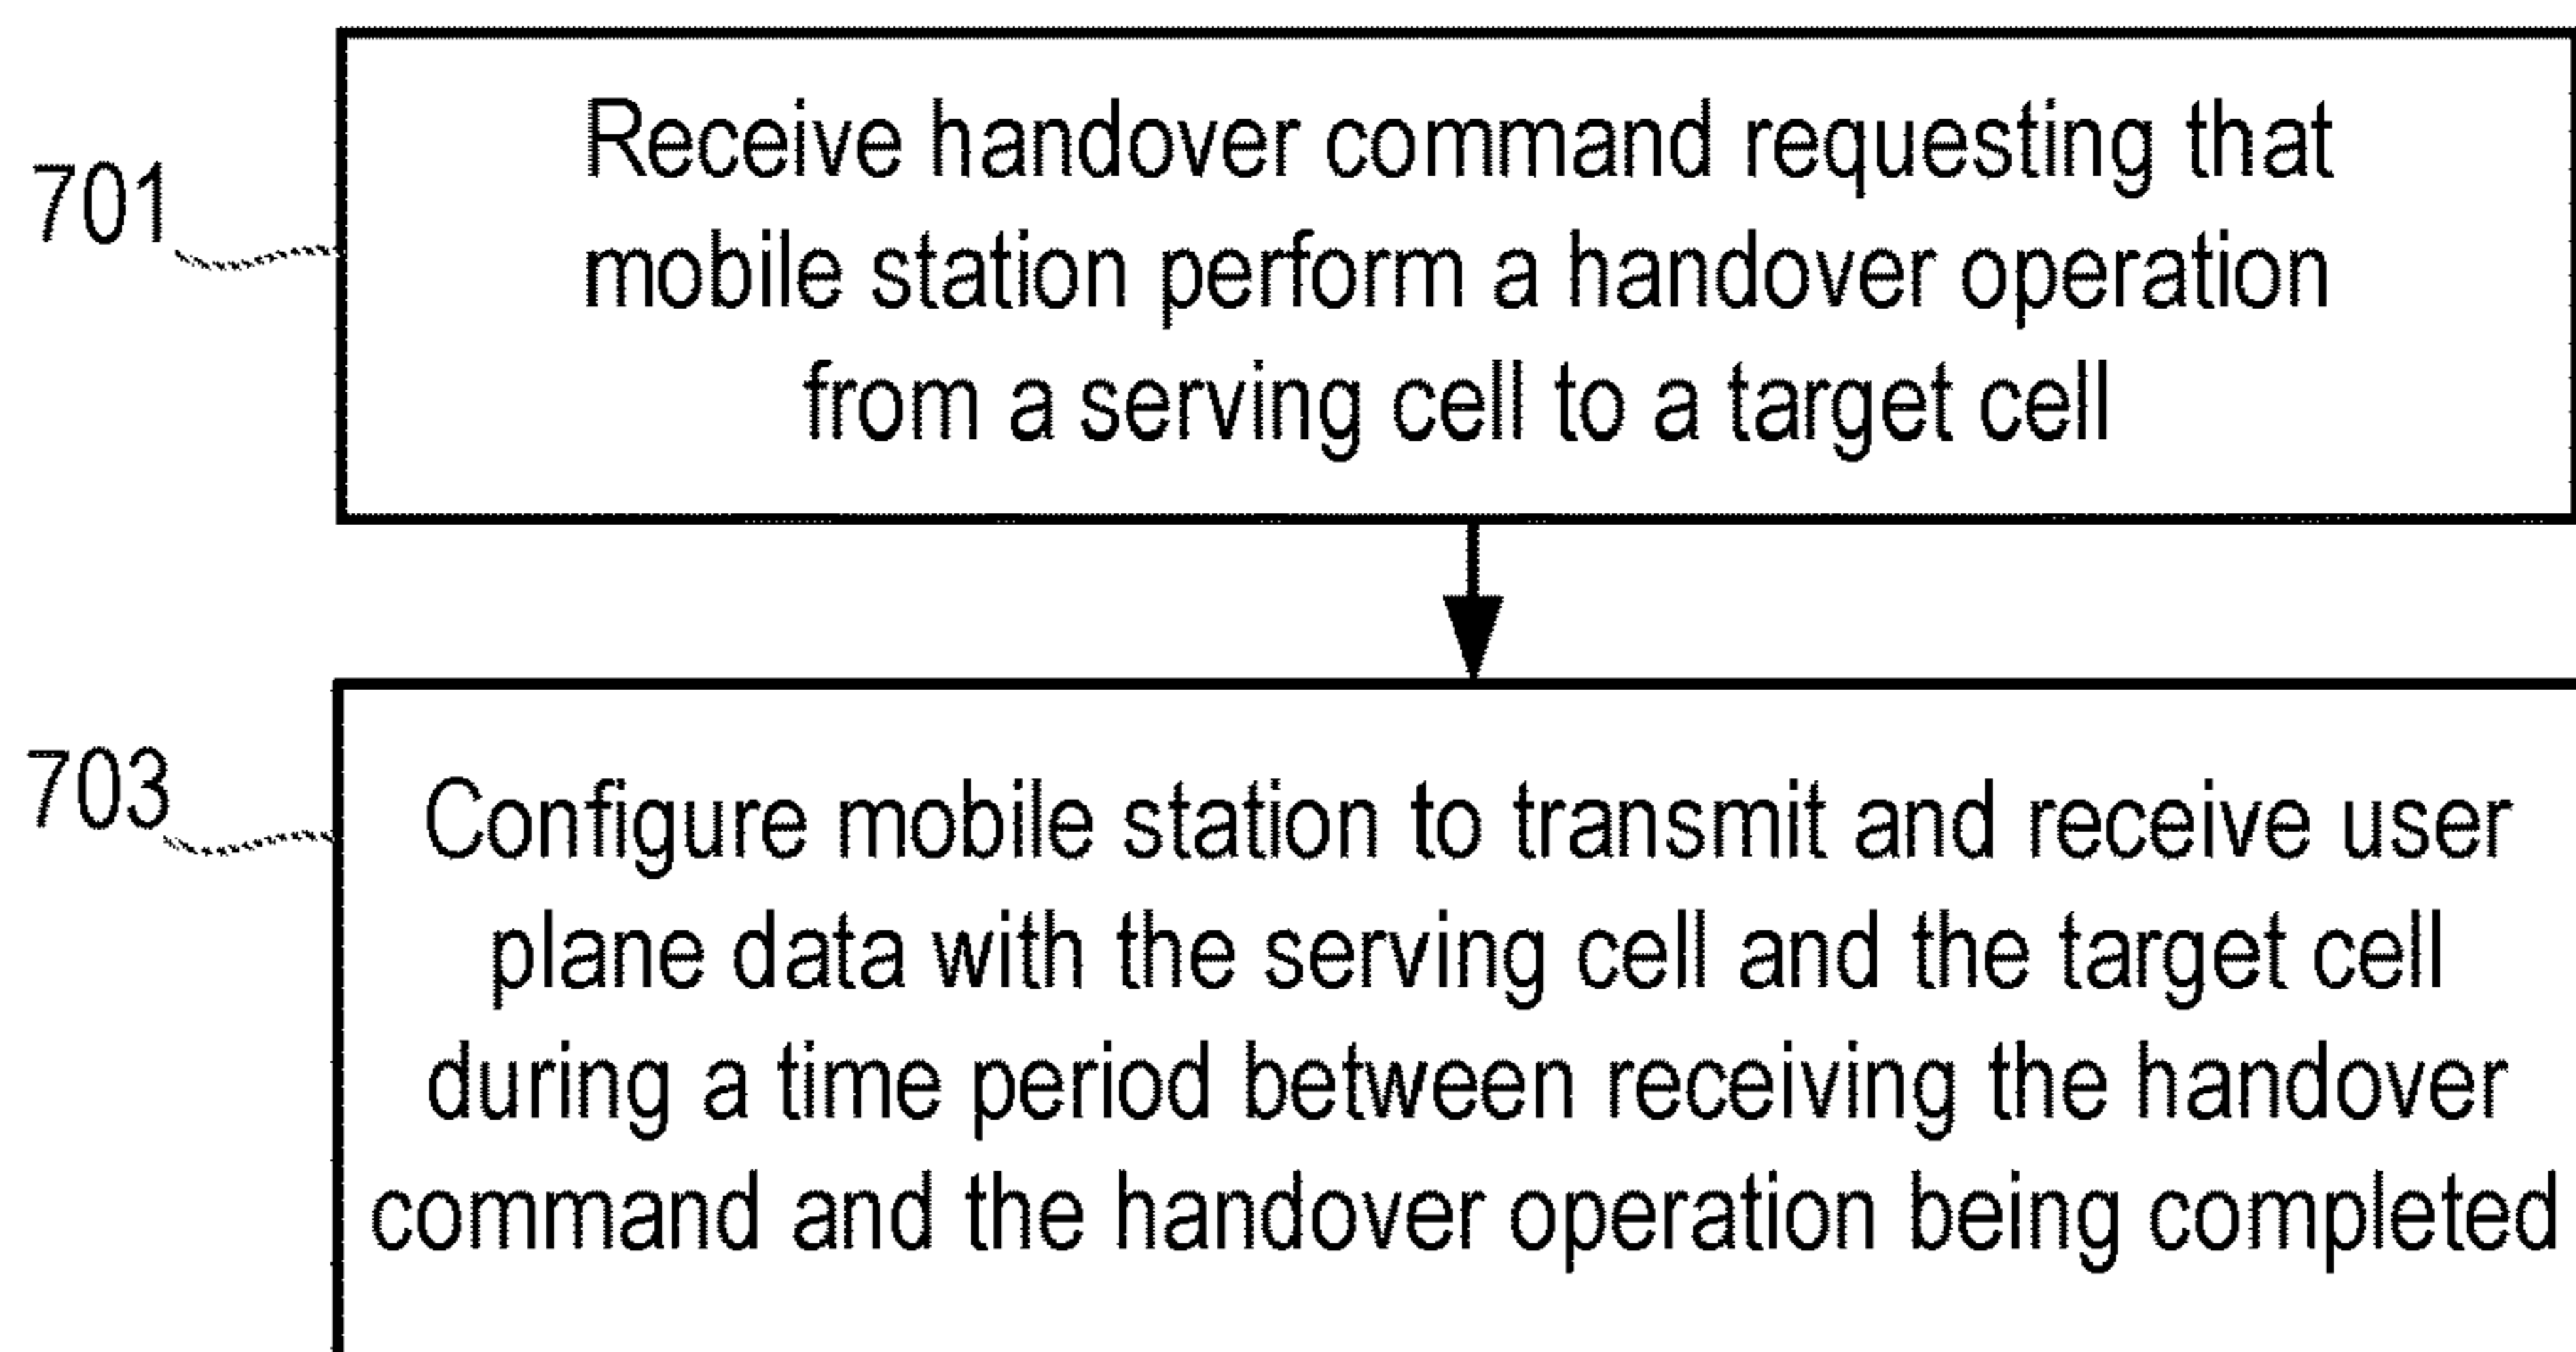 701
Receive handover command requesting that
mobile station perform a handover operation
from a serving cell to a target cell
703
Configure mobile station to transmit and receive user
plane data with the serving cell and the target cell
during a time period between receiving the handover
command and the handover operation being completed